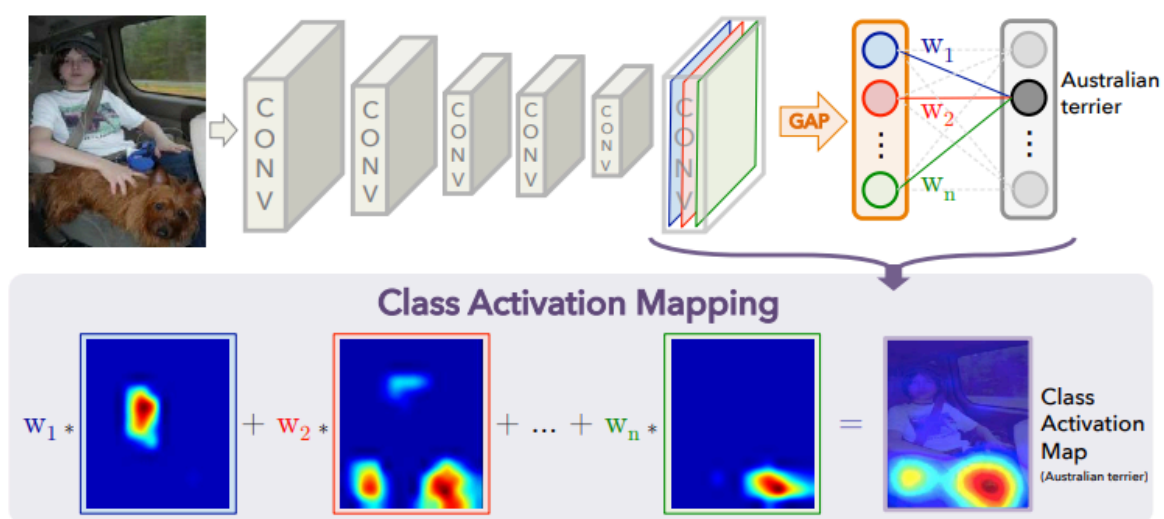 CONV
CONV
CONV
CONV
CONV
CONV
GAP
w1
w2
⋮
wn
⋮
Australian
terrier
Class Activation Mapping
w1 * + w2 * + ... + wn * =
Class
Activation
Map
(Australian terrier)